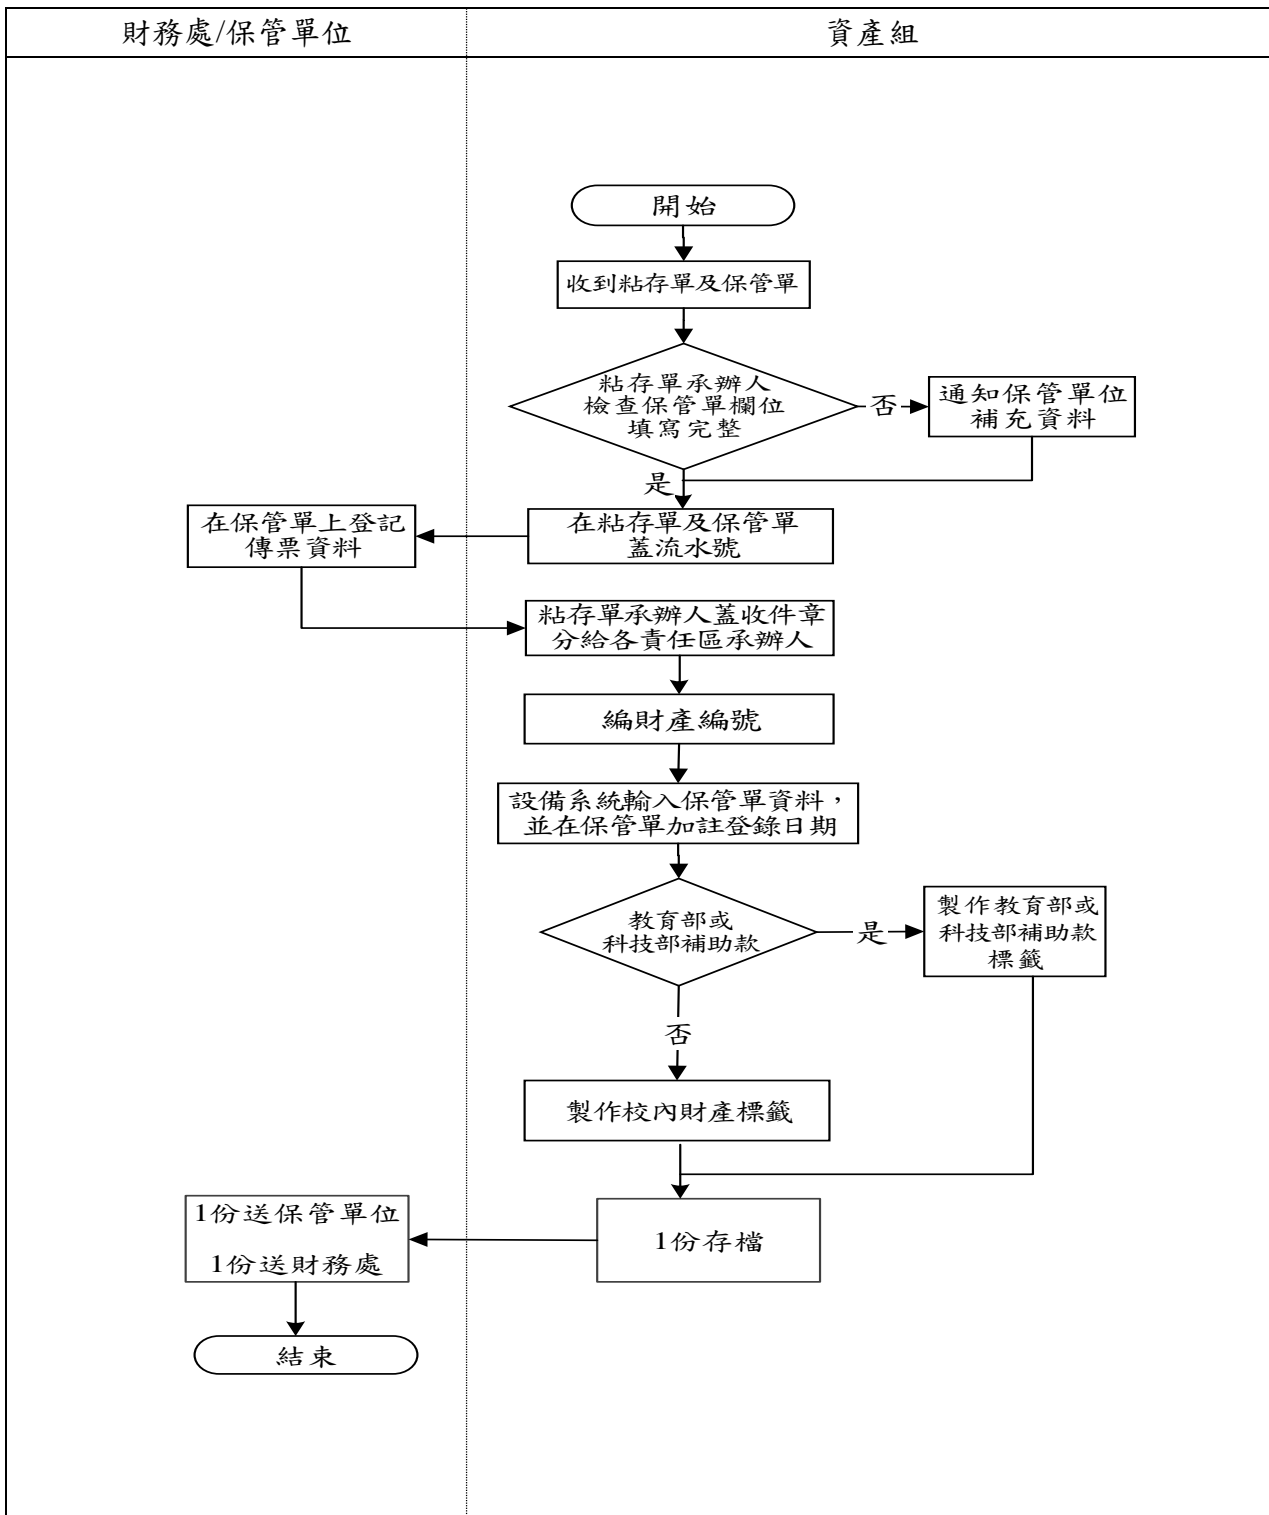 財務處/保管單位
資產組
開始
收到粘存單及保管單
粘存單承辦人
檢查保管單欄位
填寫完整
否
通知保管單位
補充資料
是
在粘存單及保管單
蓋流水號
在保管單上登記
傳票資料
粘存單承辦人蓋收件章
分給各責任區承辦人
編財產編號
設備系統輸入保管單資料，
並在保管單加註登錄日期
教育部或
科技部補助款
是
製作教育部或
科技部補助款
標籤
否
製作校內財產標籤
1份存檔
1份送保管單位
1份送財務處
結束